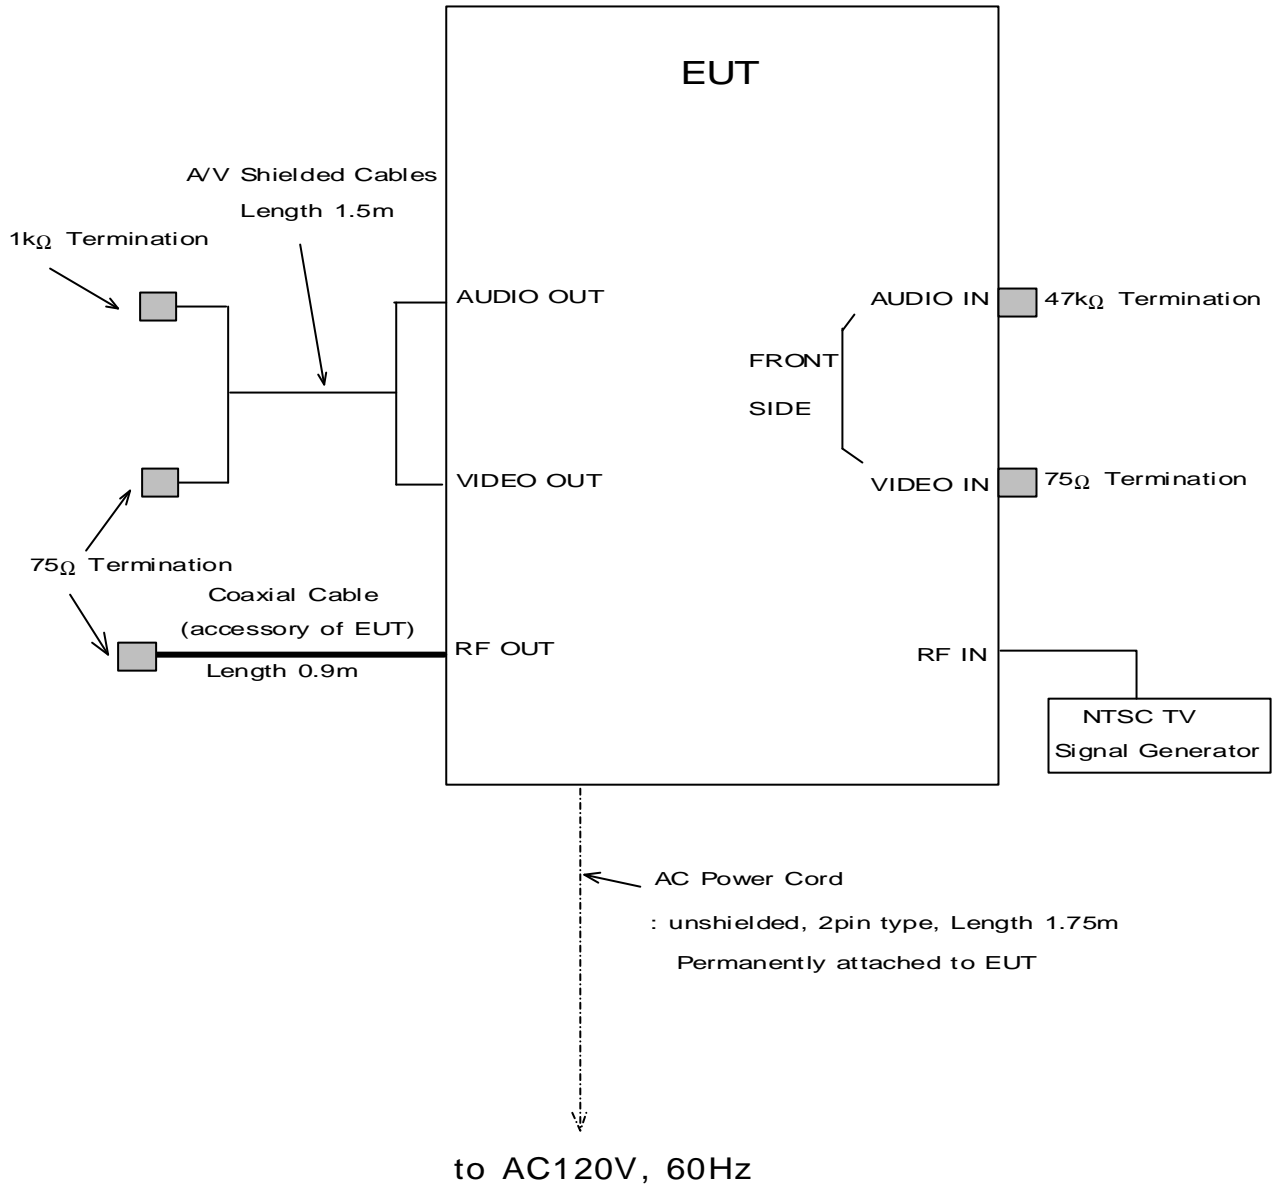 EUT
A/V Shielded Cables
Length 1.5m
1kΩ Termination
AUDIO OUT
AUDIO IN
47kΩ Termination
FRONT
SIDE
VIDEO OUT
VIDEO IN
75Ω Termination
75Ω Termination
Coaxial Cable
(accessory of EUT)
Length 0.9m
RF OUT
RF IN
NTSC TV
Signal Generator
AC Power Cord
: unshielded, 2pin type, Length 1.75m
Permanently attached to EUT
to AC120V, 60Hz